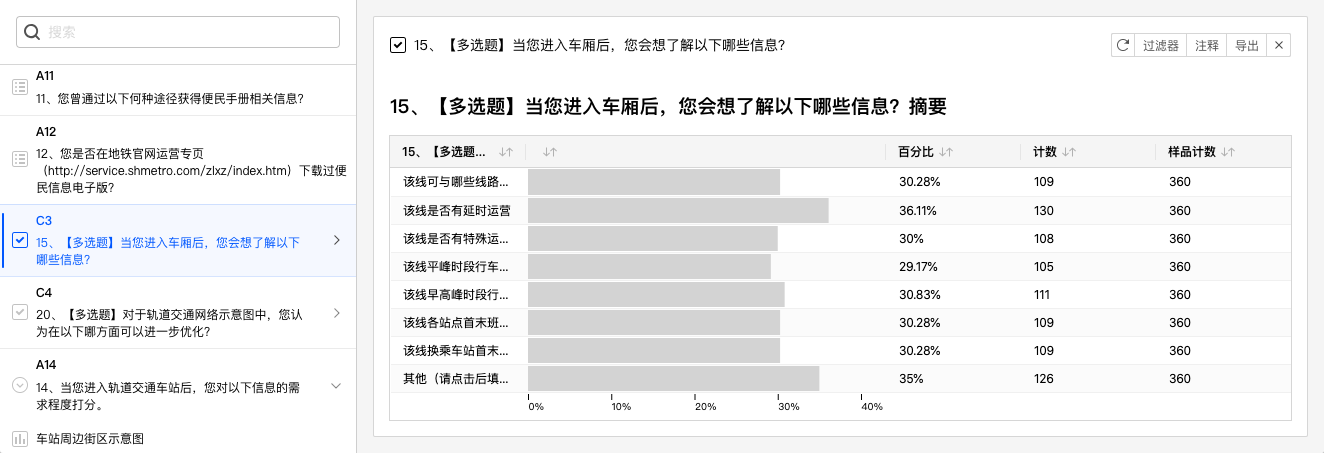 搜索
A11
11、您曾通过以下何种途径获得便民手册相关信息?
A12
12、您是否在地铁官网运营专页
（http://service.shmetro.com/zlxz/index.htm）下载过便
民信息电子版?
C3
15、【多选题】当您进入车厢后，您会想了解以下
哪些信息?
C4
20、【多选题】对于轨道交通网络示意图中，您认
为在以下哪方面可以进一步优化?
A14
14、当您进入轨道交通车站后，您对以下信息的需
求程度打分。
车站周边街区示意图
15、【多选题】当您进入车厢后，您会想了解以下哪些信息?
过滤器 注释 导出 ×
15、【多选题】当您进入车厢后，您会想了解以下哪些信息? 摘要
15、【多选题... 百分比 计数 样品计数
该线可与哪些线路... 30.28% 109 360
该线是否有延时运营 36.11% 130 360
该线是否有特殊运... 30% 108 360
该线平峰时段行车... 29.17% 105 360
该线早高峰时段行... 30.83% 111 360
该线各站点首末班... 30.28% 109 360
该线换乘车站首末... 30.28% 109 360
其他（请点击后填... 35% 126 360
0% 10% 20% 30% 40%